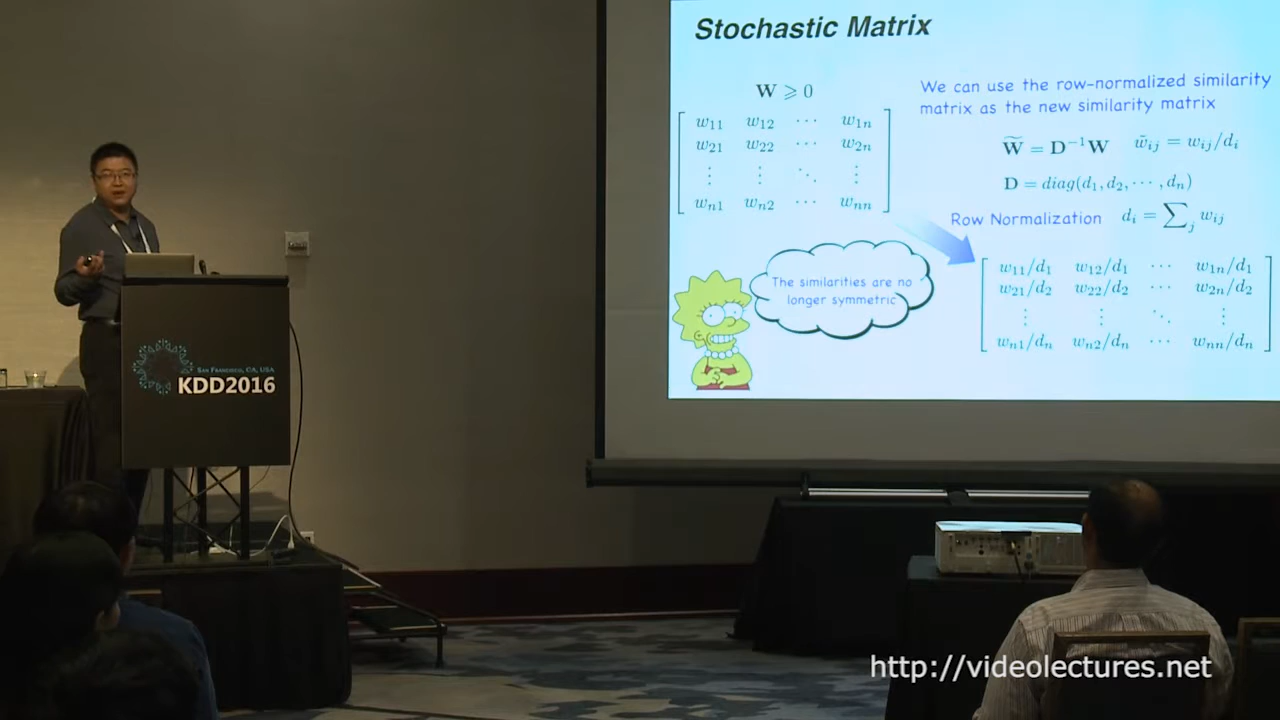 Stochastic Matrix
W ⩾ 0
w11 w12 ⋯ w1n
w21 w22 ⋯ w2n
⋮ ⋮ ⋱ ⋮
wn1 wn2 ⋯ wnn
We can use the row-normalized similarity
matrix as the new similarity matrix
W̃ = D⁻¹W w̃ij = wij/di
D = diag(d1, d2, ⋯ , dn)
Row Normalization di = ∑j wij
w11/d1 w12/d1 ⋯ w1n/d1
w21/d2 w22/d2 ⋯ w2n/d2
⋮ ⋮ ⋱ ⋮
wn1/dn wn2/dn ⋯ wnn/dn
The similarities are no
longer symmetric
San Francisco, CA, USA
KDD2016
http://videolectures.net